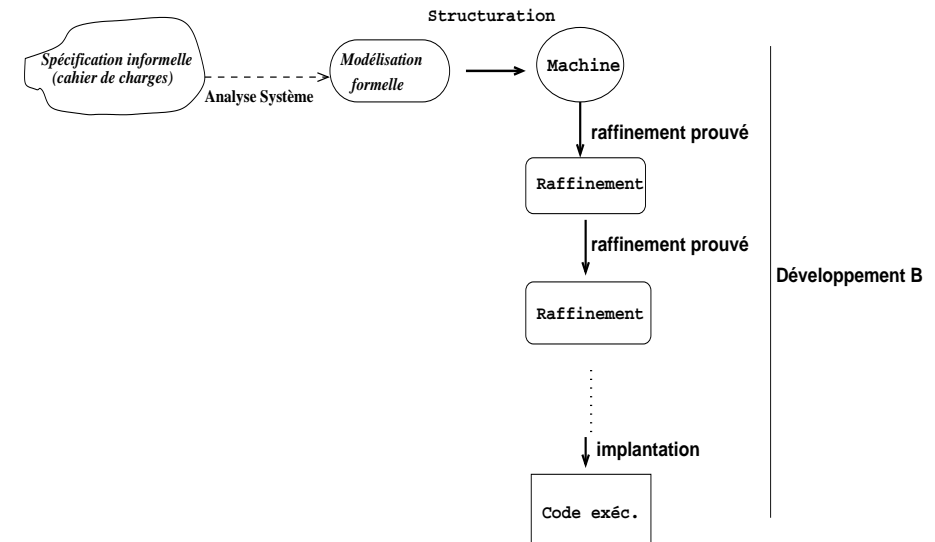 Structuration
Spécification informelle
(cahier de charges)
Analyse Système
Modélisation
formelle
Machine
raffinement prouvé
Raffinement
raffinement prouvé
Développement B
Raffinement
implantation
Code exéc.